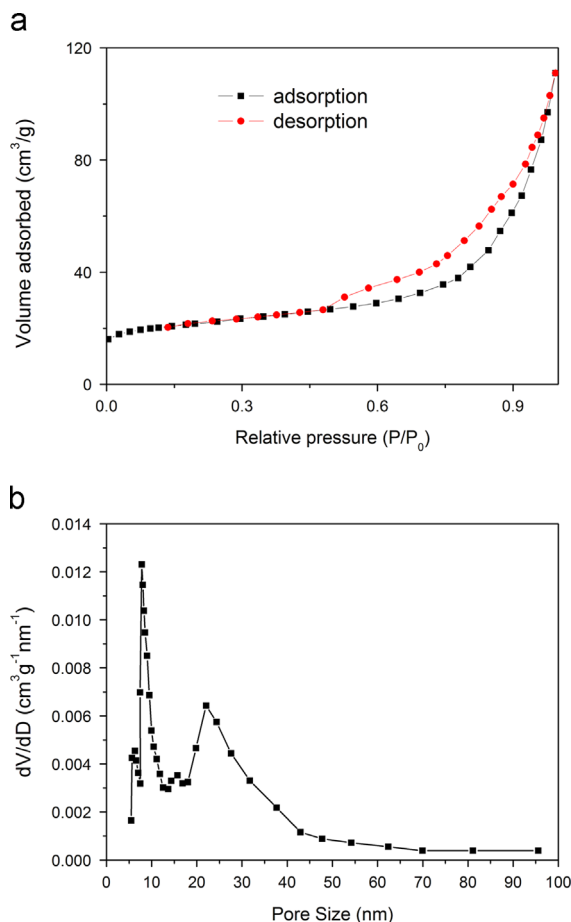 a
120
80
40
0
Volume adsorbed (cm³/g)
adsorption
desorption
0.0 0.3 0.6 0.9
Relative pressure (P/P₀)
b
0.014
0.012
0.010
0.008
0.006
0.004
0.002
0.000
dV/dD (cm³g⁻¹nm⁻¹)
0 10 20 30 40 50 60 70 80 90 100
Pore Size (nm)